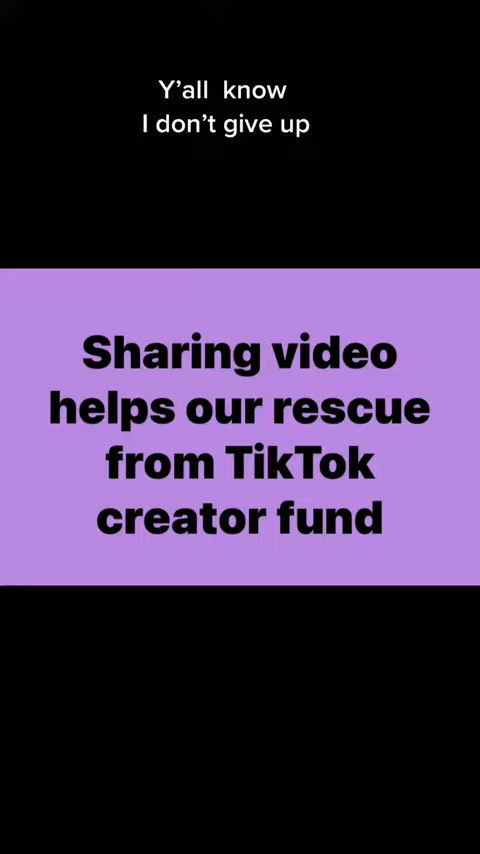 Y’all know
I don’t give up
Sharing video
helps our rescue
from TikTok
creator fund